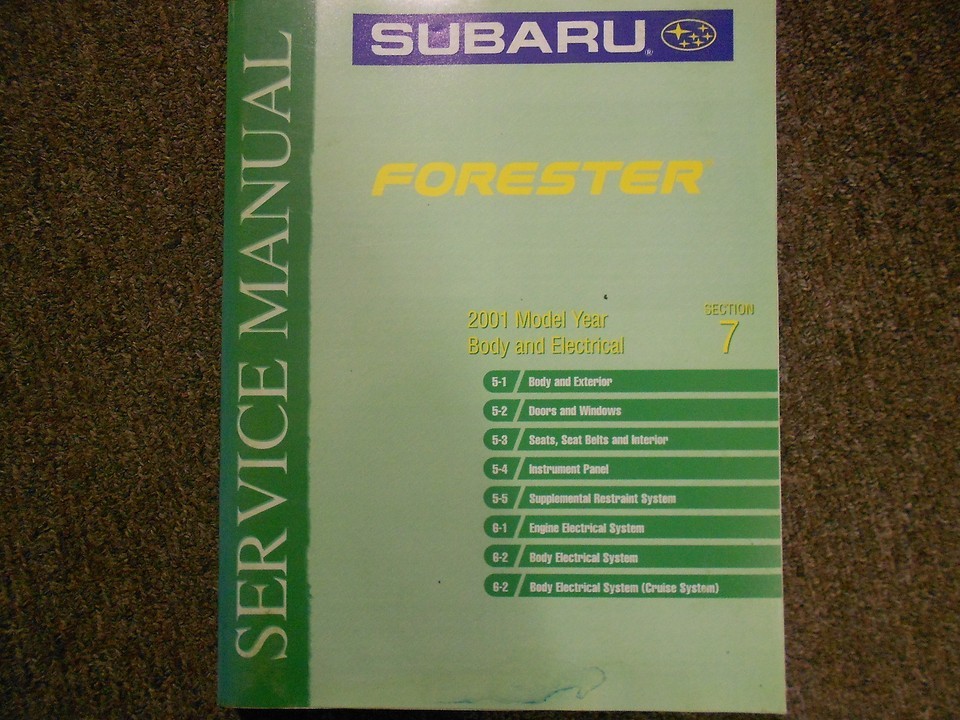 SERVICE MANUAL
SUBARU®
FORESTER®
2001 Model Year
Body and Electrical
SECTION
7
5-1 / Body and Exterior
5-2 / Doors and Windows
5-3 / Seats, Seat Belts and Interior
5-4 / Instrument Panel
5-5 / Supplemental Restraint System
6-1 / Engine Electrical System
6-2 / Body Electrical System
6-2 / Body Electrical System (Cruise System)